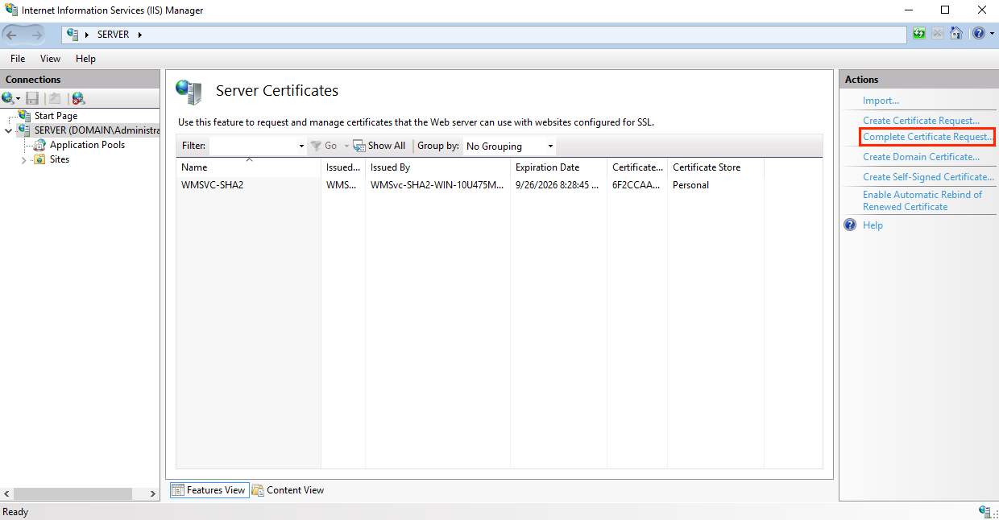 Internet Information Services (IIS) Manager
SERVER
File View Help
Connections
Start Page
SERVER (DOMAIN\Administra
Application Pools
Sites
Server Certificates
Use this feature to request and manage certificates that the Web server can use with websites configured for SSL.
Filter: Go Show All Group by: No Grouping
Name Issued... Issued By Expiration Date Certificate... Certificate Store
WMSVC-SHA2 WMS... WMSvc-SHA2-WIN-10U475M... 9/26/2026 8:28:45 ... 6F2CCAA... Personal
Features View Content View
Actions
Import...
Create Certificate Request...
Complete Certificate Request...
Create Domain Certificate...
Create Self-Signed Certificate...
Enable Automatic Rebind of
Renewed Certificate
Help
Ready